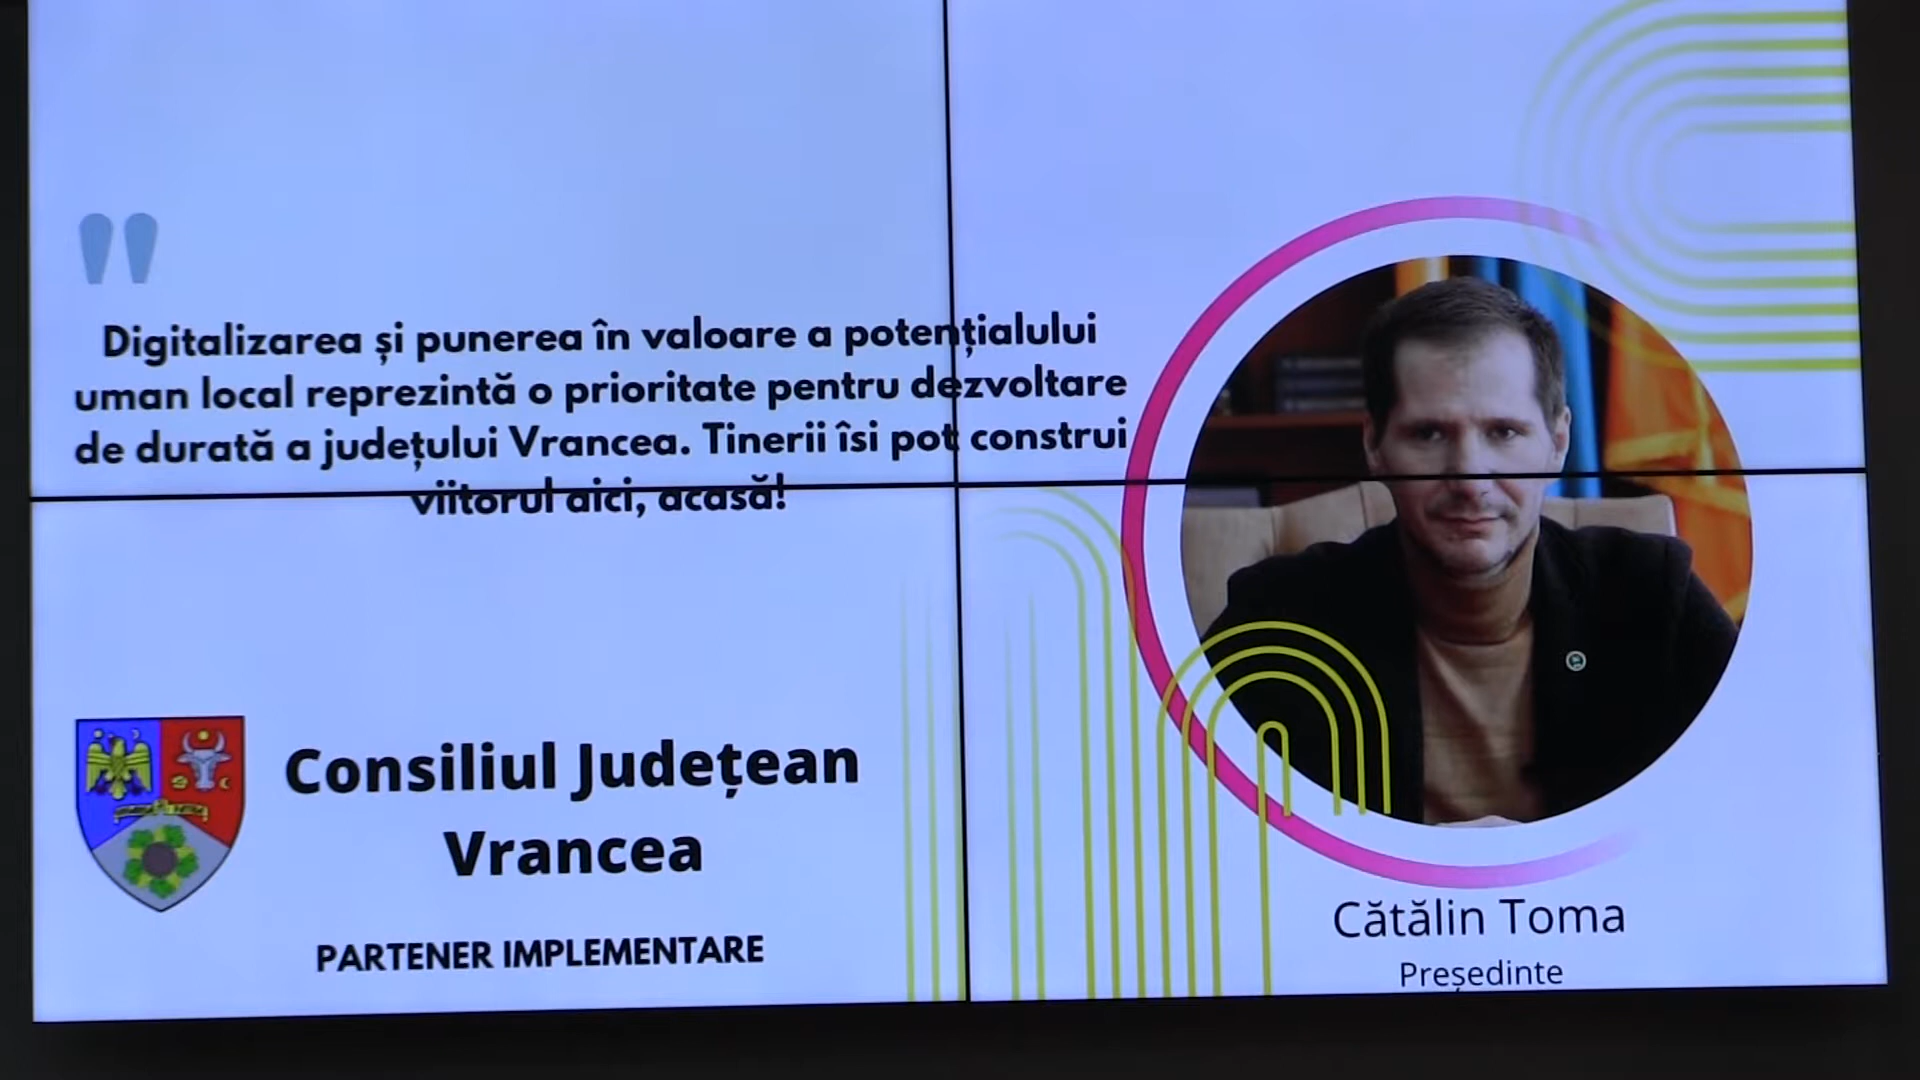 "
Digitalizarea și punerea în valoare a potențialului
uman local reprezintă o prioritate pentru dezvoltare
de durată a județului Vrancea. Tinerii îsi pot construi
viitorul aici, acasă!
Consiliul Județean
Vrancea
PARTENER IMPLEMENTARE
Cătălin Toma
Președinte